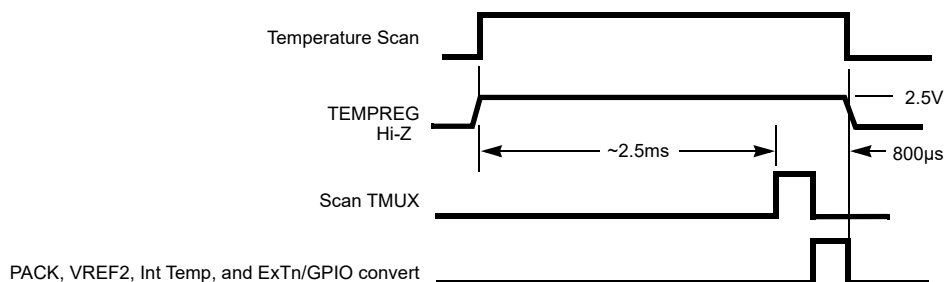 Temperature Scan
2.5V
TEMPREG
Hi-Z
~2.5ms
800µs
Scan TMUX
PACK, VREF2, Int Temp, and ExTn/GPIO convert